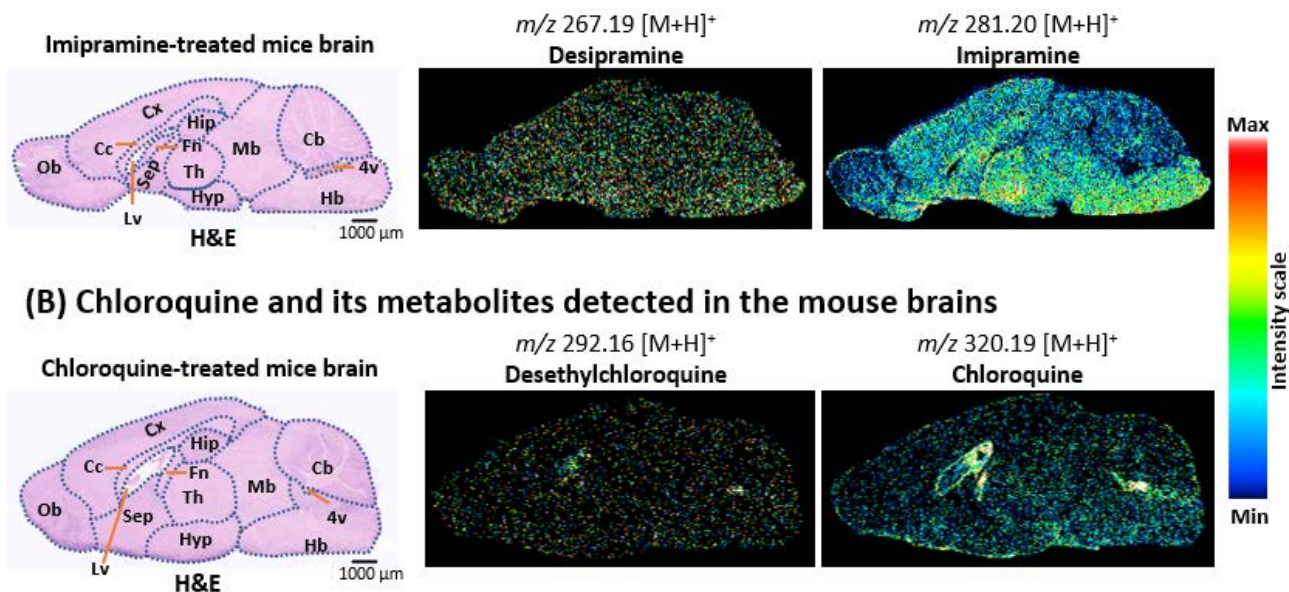 m/z 267.19 [M+H]+
m/z 281.20 [M+H]+
Imipramine-treated mice brain
Desipramine
Imipramine
Cx
Hip
Cc
Fn
Mb
Cb
Ob
Sep
Th
4v
Hyp
Hb
Lv
H&E
1000 µm
Max
Intensity scale
Min
(B) Chloroquine and its metabolites detected in the mouse brains
m/z 292.16 [M+H]+
m/z 320.19 [M+H]+
Chloroquine-treated mice brain
Desethylchloroquine
Chloroquine
Cx
Hip
Cc
Fn
Cb
Th
Mb
Ob
Sep
4v
Hyp
Hb
Lv
H&E
1000 µm